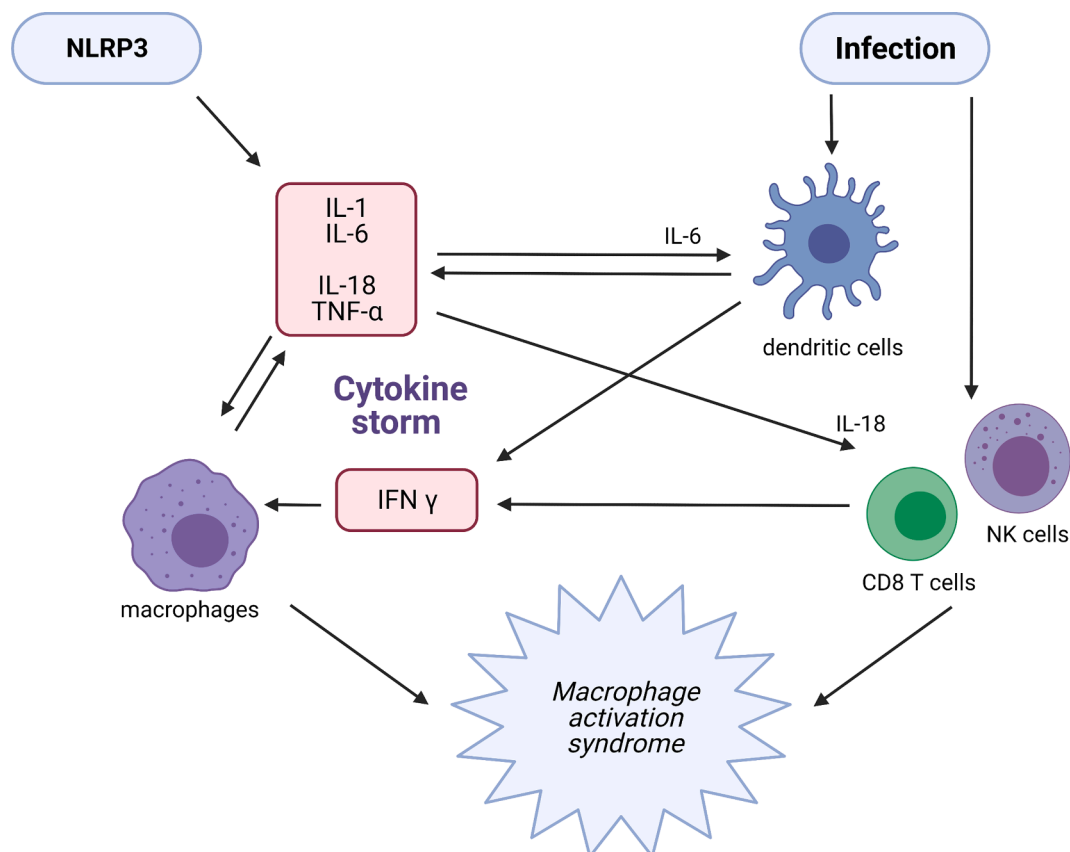 NLRP3
Infection
IL-1
IL-6
IL-18
TNF-α
IL-6
dendritic cells
Cytokine
storm
IL-18
IFN γ
NK cells
CD8 T cells
macrophages
Macrophage
activation
syndrome